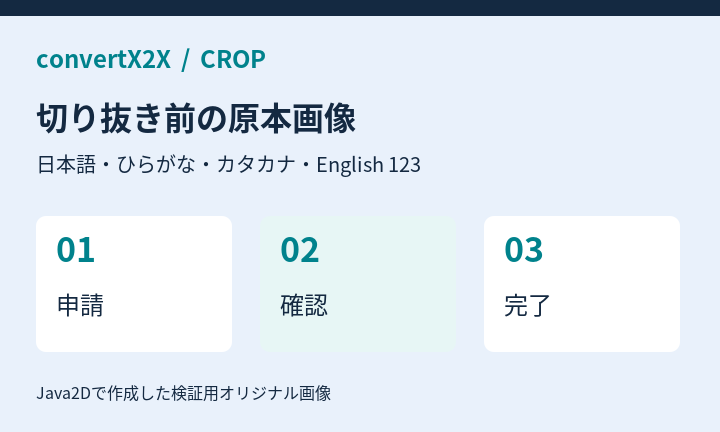 convertX2X / CROP
切り抜き前の原本画像
日本語・ひらがな・カタカナ・English 123
01
申請
02
確認
03
完了
Java2Dで作成した検証用オリジナル画像